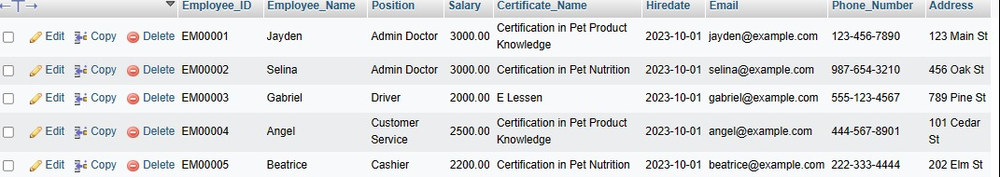 Employee_ID Employee_Name Position Salary Certificate_Name Hiredate Email Phone_Number Address
Edit Copy Delete EM00001 Jayden Admin Doctor 3000.00 Certification in Pet Product Knowledge 2023-10-01 jayden@example.com 123-456-7890 123 Main St
Edit Copy Delete EM00002 Selina Admin Doctor 3000.00 Certification in Pet Nutrition 2023-10-01 selina@example.com 987-654-3210 456 Oak St
Edit Copy Delete EM00003 Gabriel Driver 2000.00 E Lessen 2023-10-01 gabriel@example.com 555-123-4567 789 Pine St
Edit Copy Delete EM00004 Angel Customer Service 2500.00 Certification in Pet Product Knowledge 2023-10-01 angel@example.com 444-567-8901 101 Cedar St
Edit Copy Delete EM00005 Beatrice Cashier 2200.00 Certification in Pet Nutrition 2023-10-01 beatrice@example.com 222-333-4444 202 Elm St